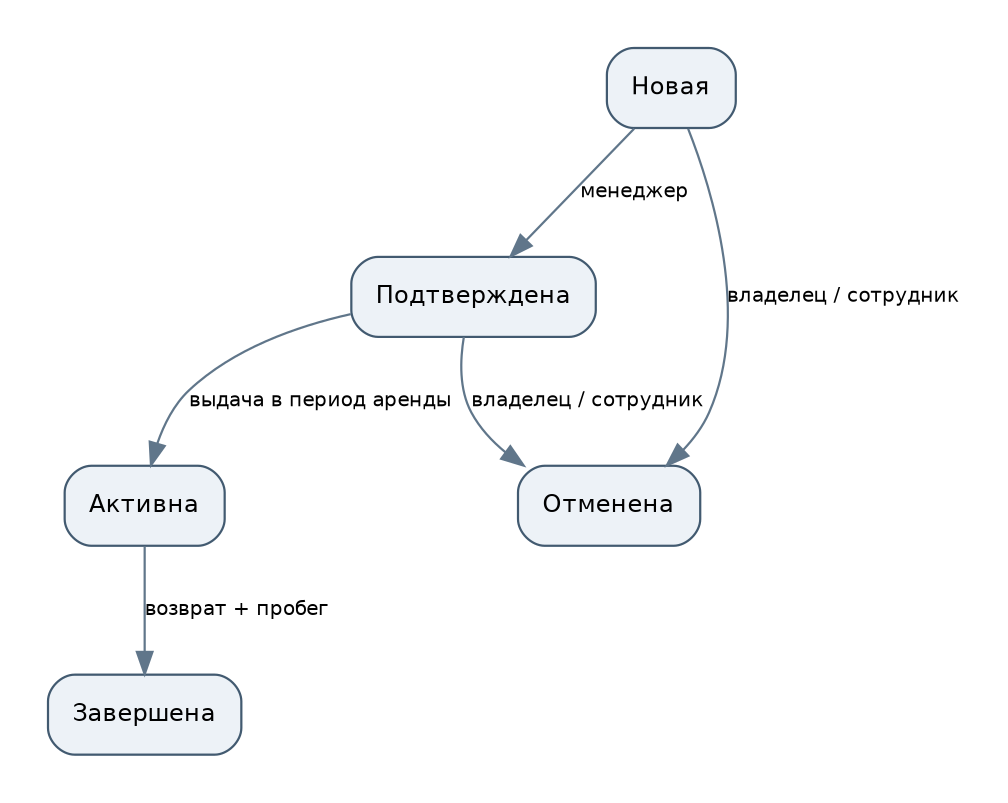 Новая
менеджер
Подтверждена
владелец / сотрудник
выдача в период аренды
владелец / сотрудник
Активна
Отменена
возврат + пробег
Завершена